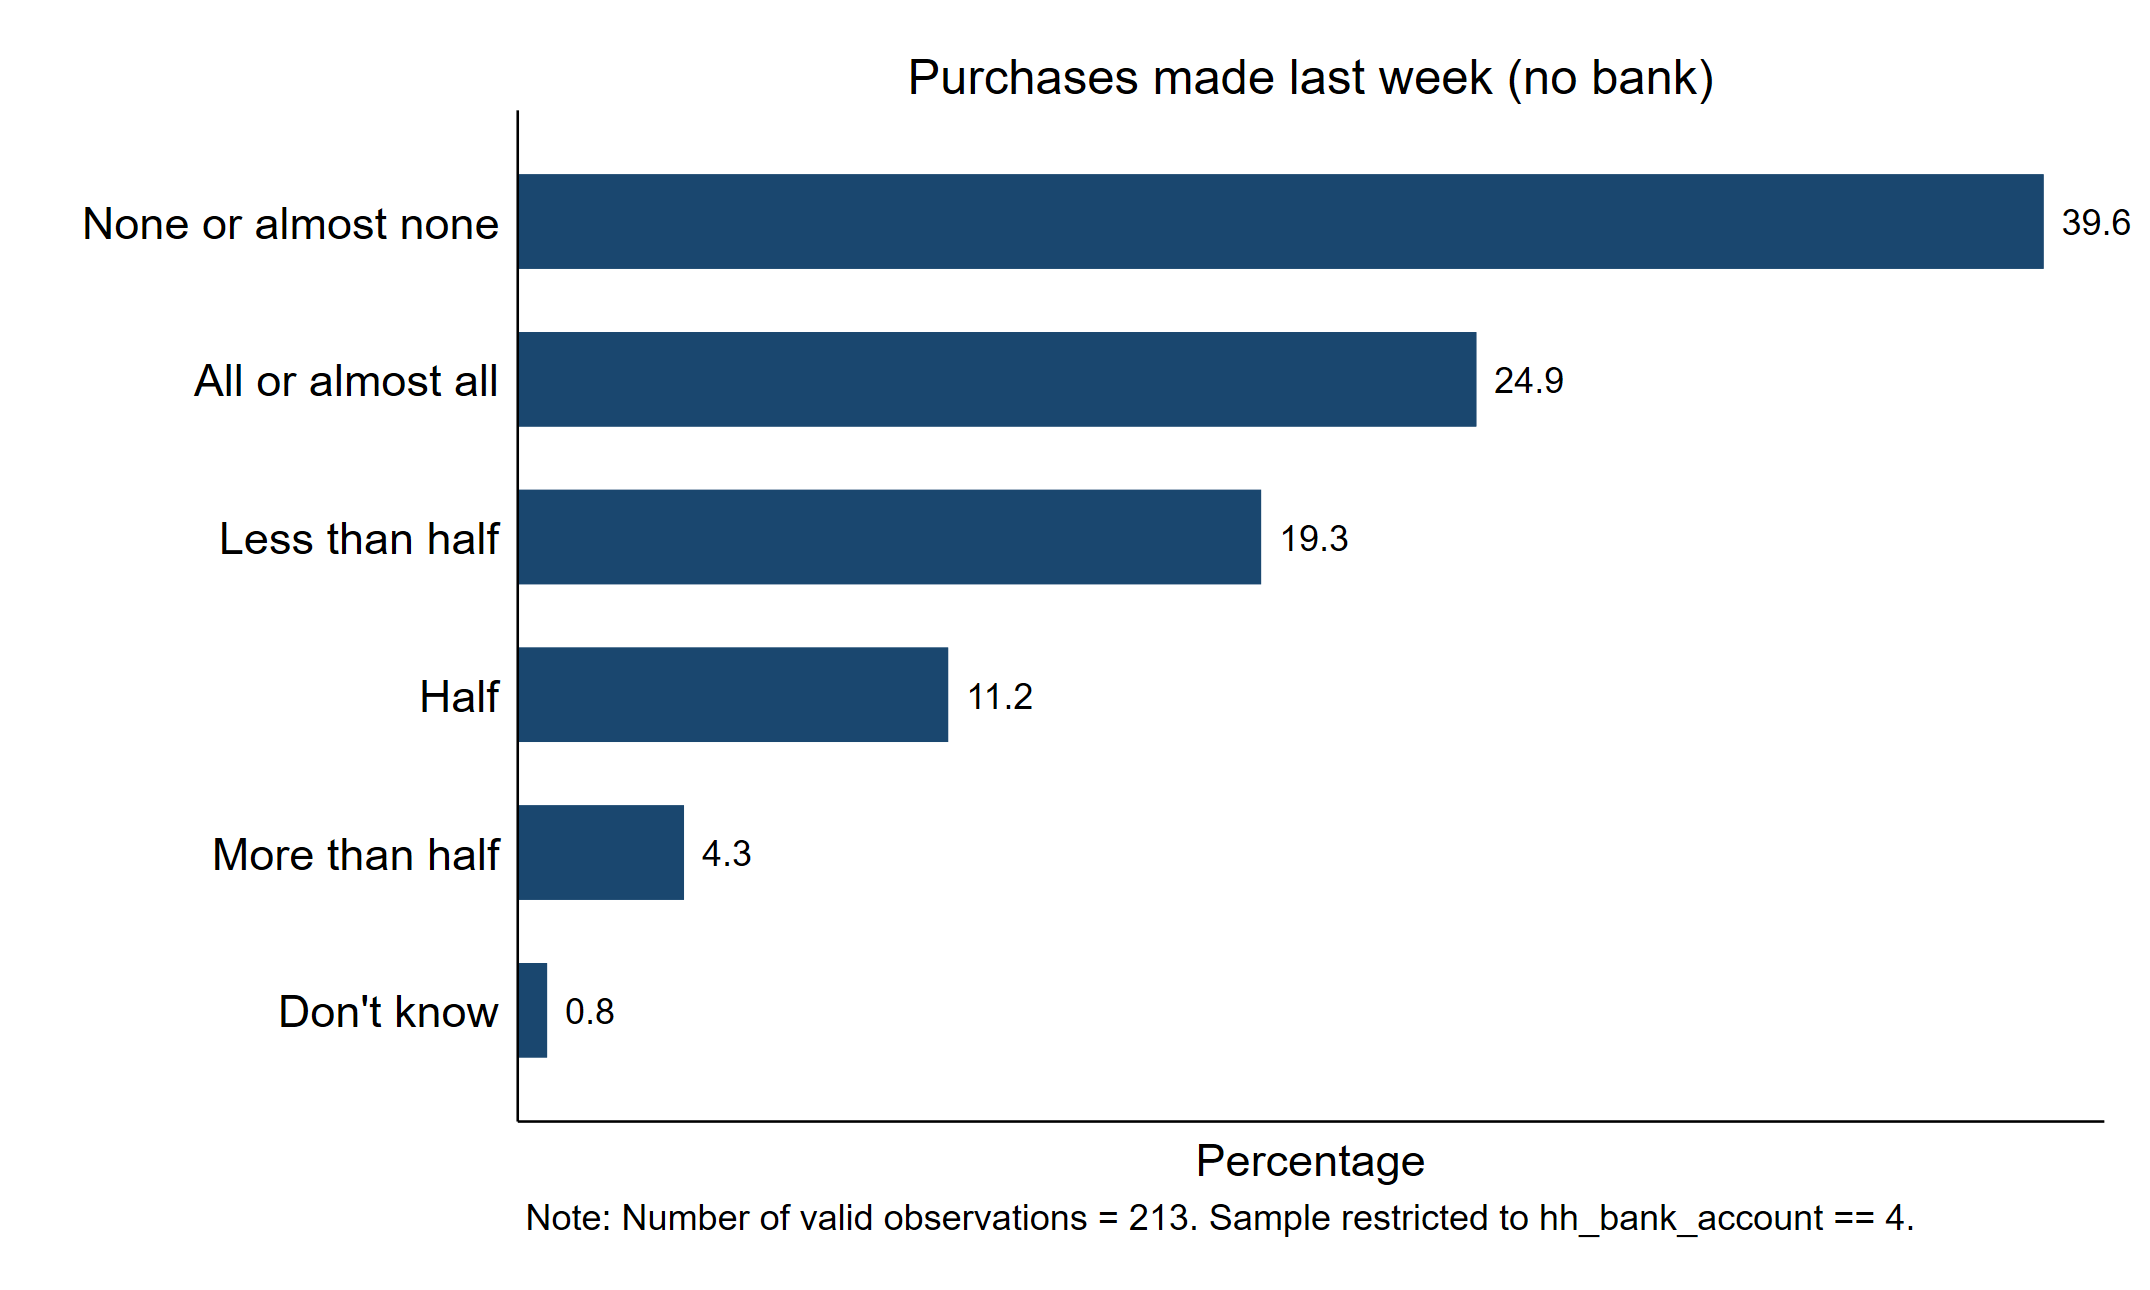 Purchases made last week (no bank)
None or almost none 39.6
All or almost all 24.9
Less than half 19.3
Half 11.2
More than half 4.3
Don't know 0.8
Percentage
Note: Number of valid observations = 213. Sample restricted to hh_bank_account == 4.